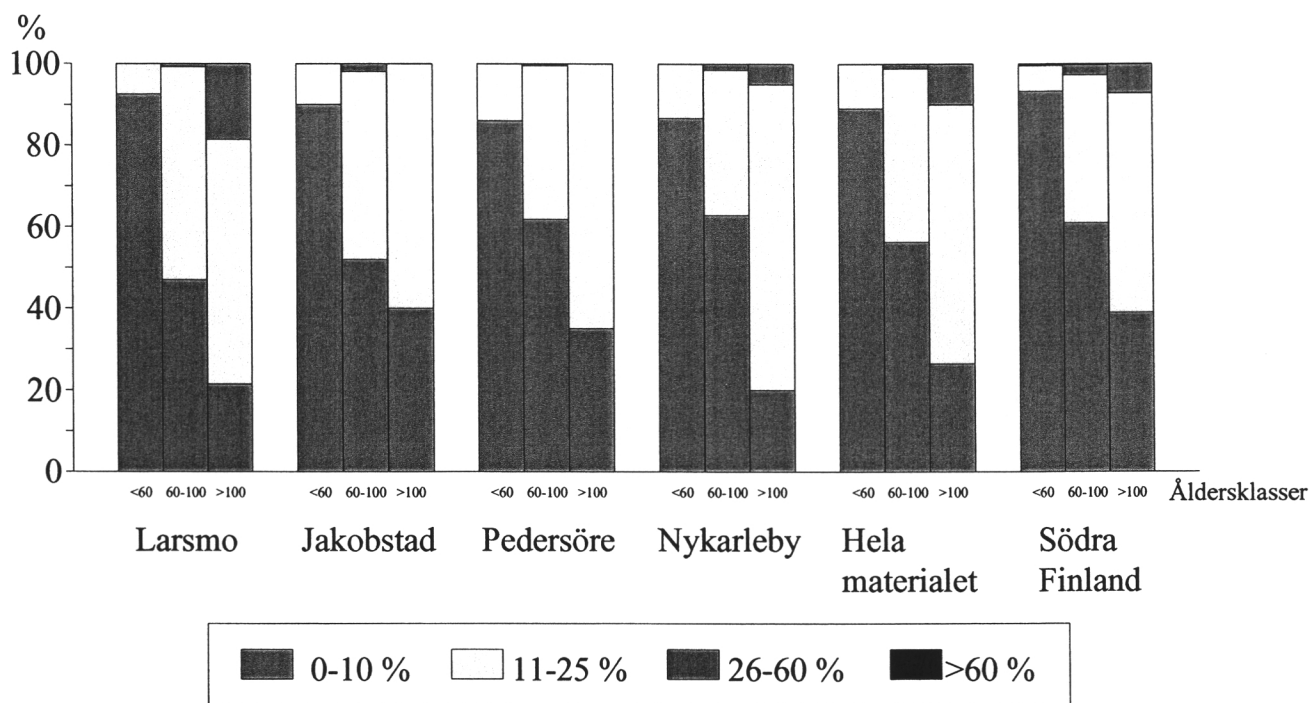 %
100
80
60
40
20
0
<60 60-100 >100 <60 60-100 >100 <60 60-100 >100 <60 60-100 >100 <60 60-100 >100 <60 60-100 >100 Åldersklasser
Larsmo Jakobstad Pedersöre Nykarleby Hela materialet Södra Finland
0-10 % 11-25 % 26-60 % >60 %